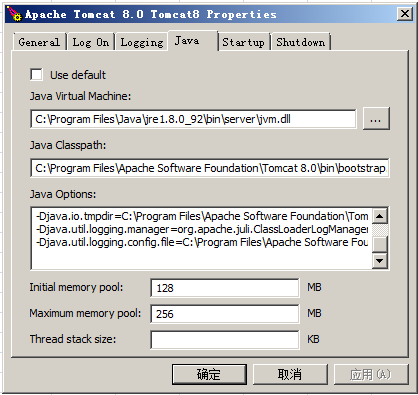 Apache Tomcat 8.0 Tomcat8 Properties
General Log On Logging Java Startup Shutdown
Use default
Java Virtual Machine:
C:\Program Files\Java\jre1.8.0_92\bin\server\jvm.dll
...
Java Classpath:
C:\Program Files\Apache Software Foundation\Tomcat 8.0\bin\bootstrap
Java Options:
-Djava.io.tmpdir=C:\Program Files\Apache Software Foundation\Tom
-Djava.util.logging.manager=org.apache.juli.ClassLoaderLogManager
-Djava.util.logging.config.file=C:\Program Files\Apache Software Fou
Initial memory pool: 128 MB
Maximum memory pool: 256 MB
Thread stack size: KB
确定 取消 应用(A)